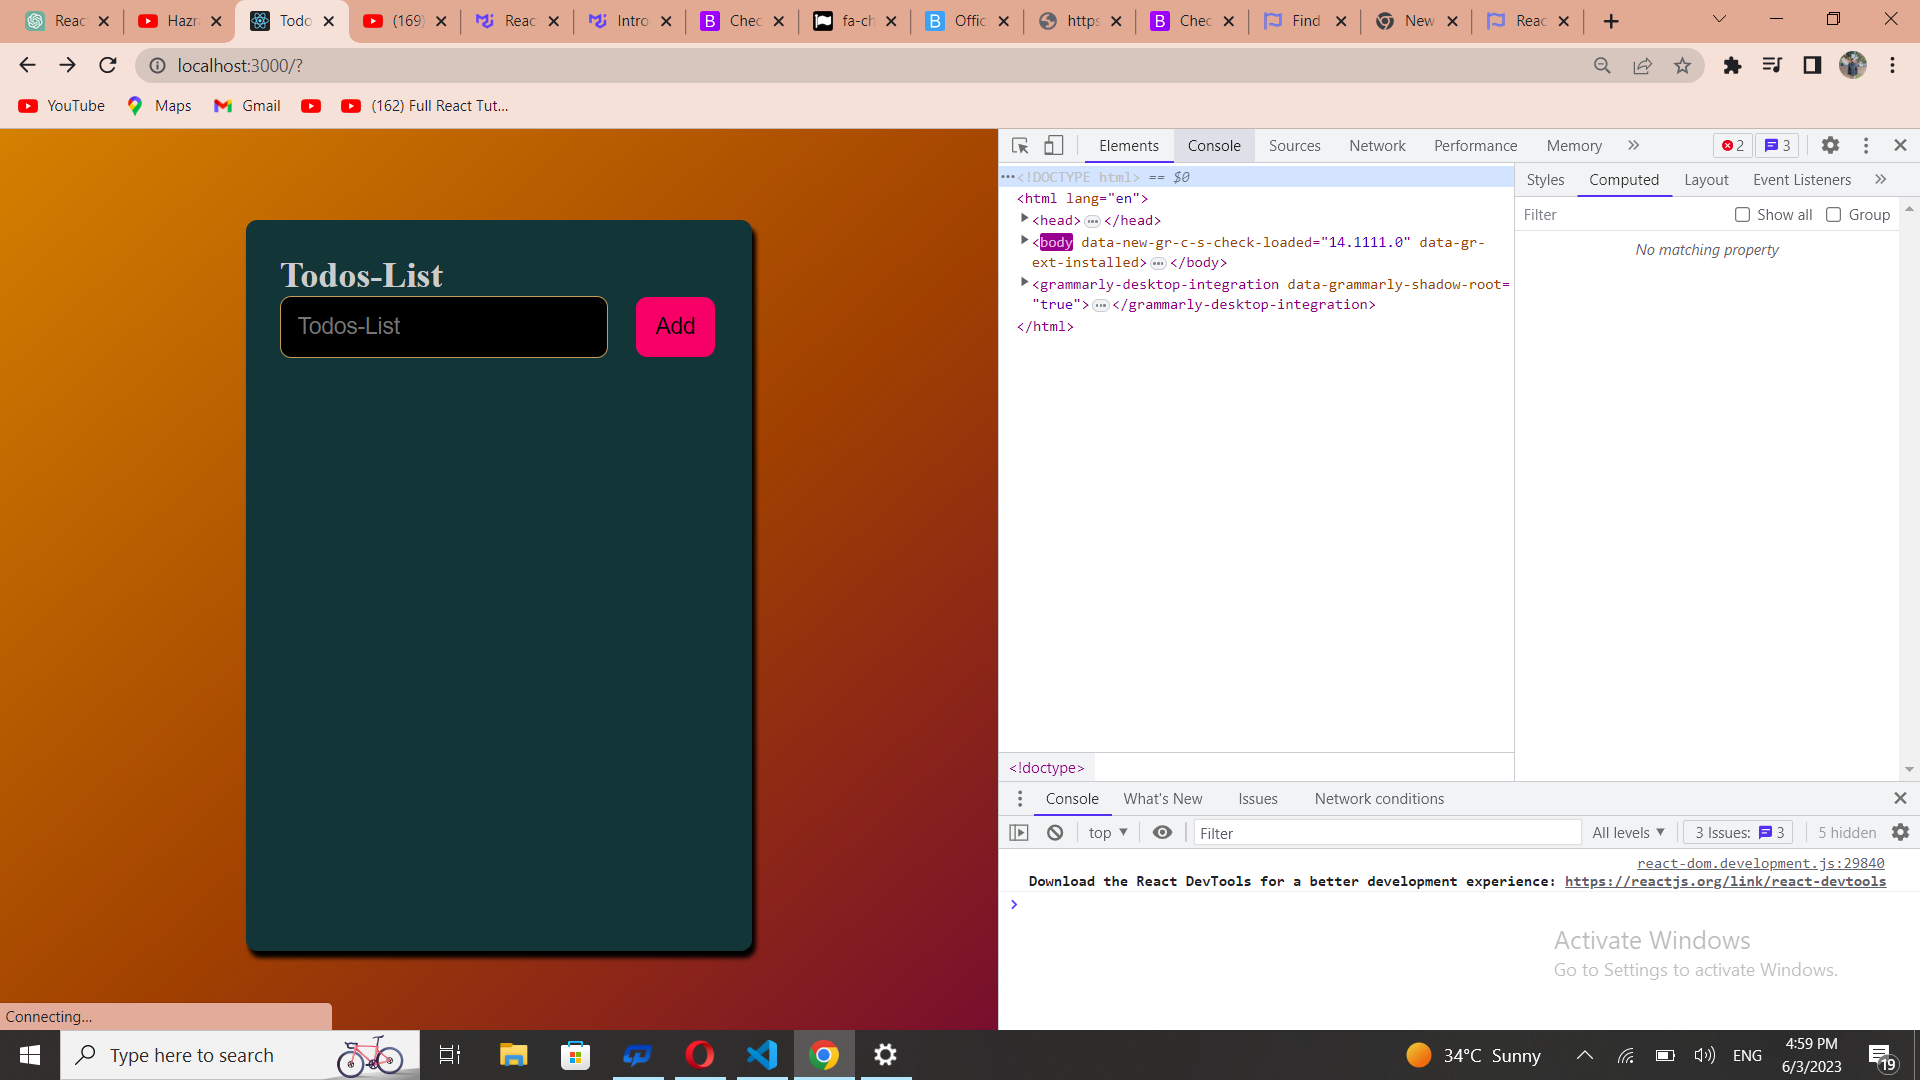 Reac Hazr Todo (169) Reac Intro Chec fa-ch Offic https Chec Find New Reac
localhost:3000/?
YouTube Maps Gmail (162) Full React Tut...
Elements Console Sources Network Performance Memory 2 3
<!DOCTYPE html> == $0
<html lang="en">
<head> … </head>
<body data-new-gr-c-s-check-loaded="14.1111.0" data-gr-
ext-installed> … </body>
<grammarly-desktop-integration data-grammarly-shadow-root=
"true"> … </grammarly-desktop-integration>
</html>
<!doctype>
Styles Computed Layout Event Listeners
Filter Show all Group
No matching property
Todos-List
Todos-List Add
Console What's New Issues Network conditions
top Filter All levels 3 Issues: 3 5 hidden
react-dom.development.js:29840
Download the React DevTools for a better development experience: https://reactjs.org/link/react-devtools
Activate Windows
Go to Settings to activate Windows.
Connecting...
Type here to search 34°C Sunny ENG 4:59 PM
6/3/2023 19